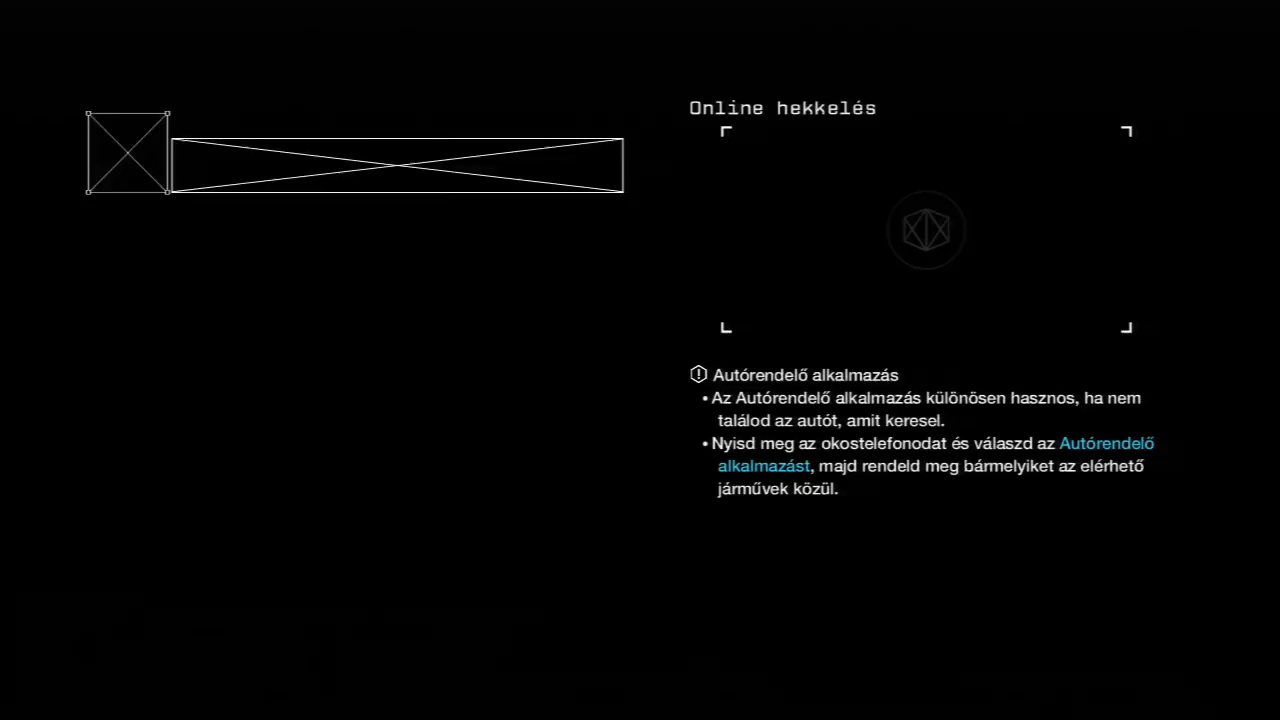 Online hekkelés
Autórendelő alkalmazás
• Az Autórendelő alkalmazás különösen hasznos, ha nem
találod az autót, amit keresel.
• Nyisd meg az okostelefonodat és válaszd az Autórendelő
alkalmazást, majd rendeld meg bármelyiket az elérhető
járművek közül.